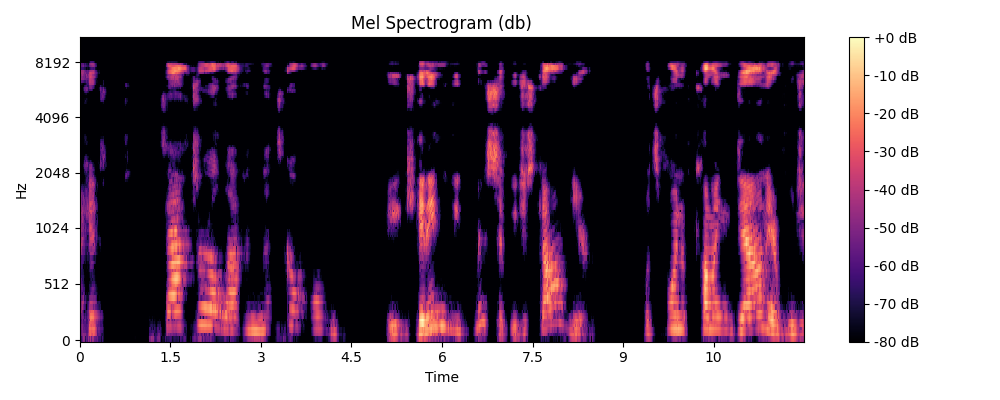 Mel Spectrogram (db)
8192
4096
2048
1024
512
0
Hz
0 1.5 3 4.5 6 7.5 9 10
Time
+0 dB
-10 dB
-20 dB
-30 dB
-40 dB
-50 dB
-60 dB
-70 dB
-80 dB